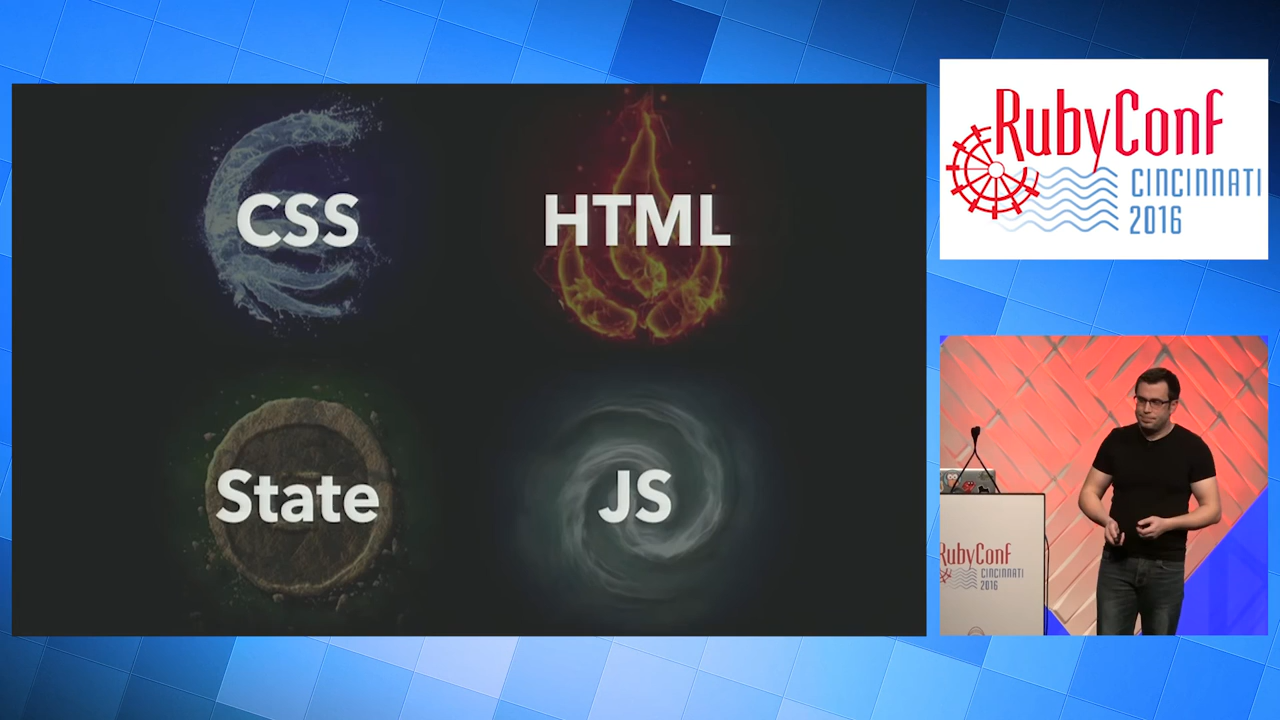 CSS
HTML
State
JS
RubyConf
CINCINNATI
2016
RubyConf
CINCINNATI
2016